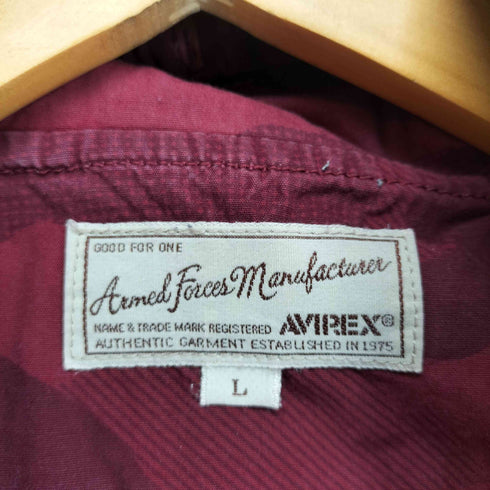 GOOD FOR ONE
Armed Forces Manufacturer
NAME & TRADE MARK REGISTERED AVIREX®
AUTHENTIC GARMENT ESTABLISHED IN 1975
L